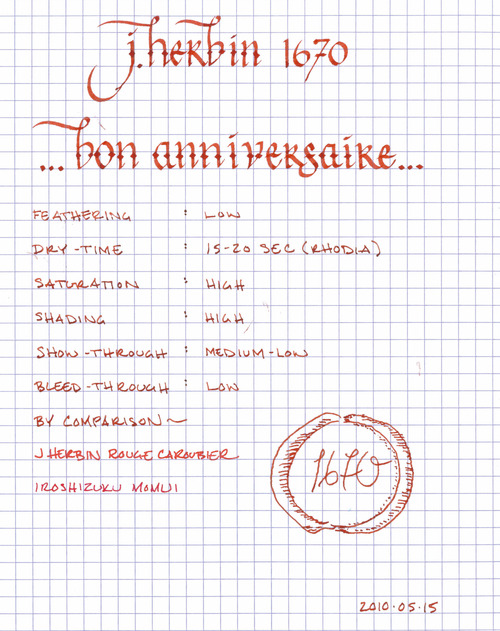 j. herbin 1670
... bon anniversaire...
FEATHERING : LOW
DRY-TIME : 15-20 SEC (RHODIA)
SATURATION : HIGH
SHADING : HIGH
SHOW-THROUGH : MEDIUM-LOW
BLEED-THROUGH : LOW
BY COMPARISON ~
J HERBIN ROUGE CAROUBIER
IROSHIZUKU MOMIJI
1670
2010.05.15